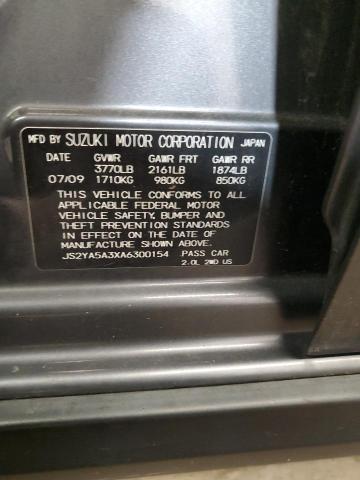 MFD BY SUZUKI MOTOR CORPORATION JAPAN
DATE GVWR GAWR FRT GAWR RR
3770LB 2161LB 1874LB
07/09 1710KG 980KG 850KG
THIS VEHICLE CONFORMS TO ALL
APPLICABLE FEDERAL MOTOR
VEHICLE SAFETY, BUMPER AND
THEFT PREVENTION STANDARDS
IN EFFECT ON THE DATE OF
MANUFACTURE SHOWN ABOVE.
JS2YA5A3XA6300154 PASS CAR
2.0L 2WD US